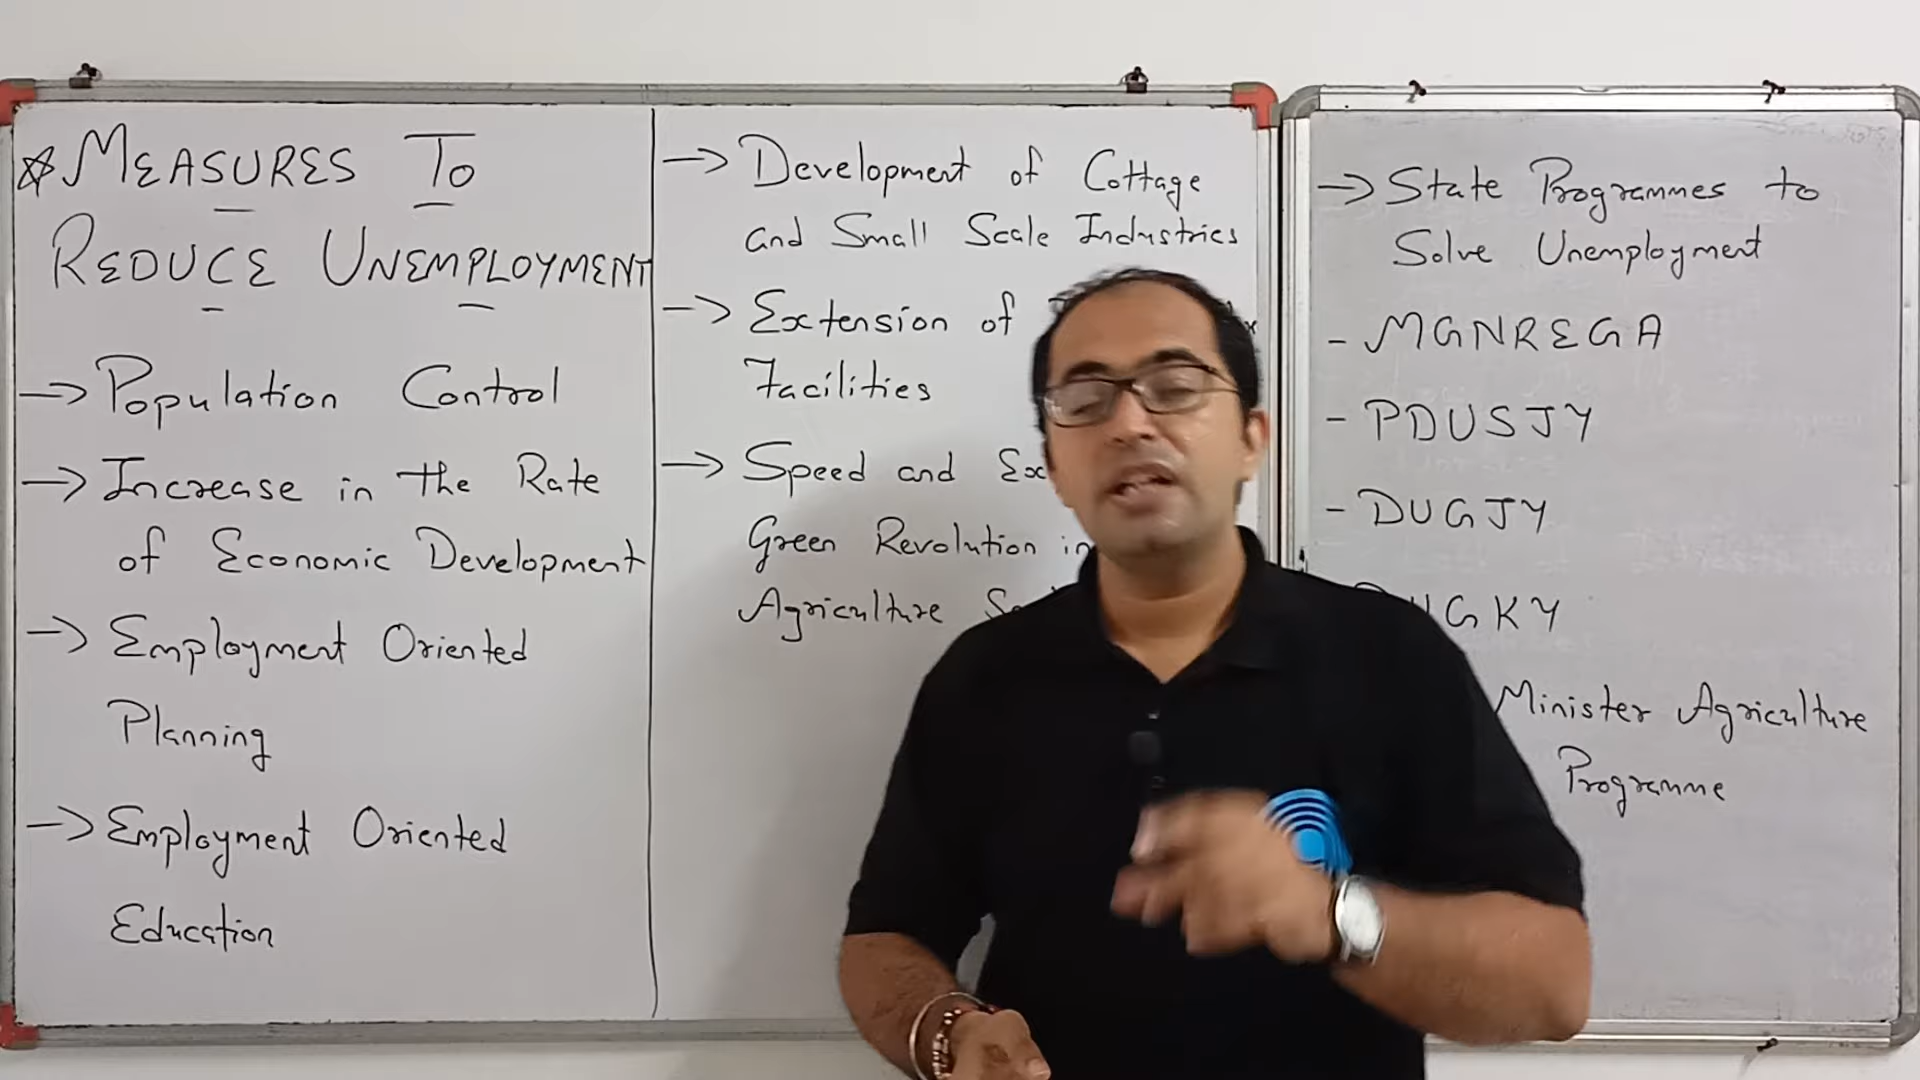 ☆ MEASURES TO
REDUCE UNEMPLOYMENT
→ Population Control
→ Increase in the Rate
of Economic Development
→ Employment Oriented
Planning
→ Employment Oriented
Education
→ Development of Cottage
and Small Scale Industries
→ Extension of
Facilities
→ Speed and
Green Revolution in
Agriculture
→ State Programmes to
Solve Unemployment
- MGNREGA
- PDUSJY
- DUGJY
UGKY
Minister Agriculture
Programme